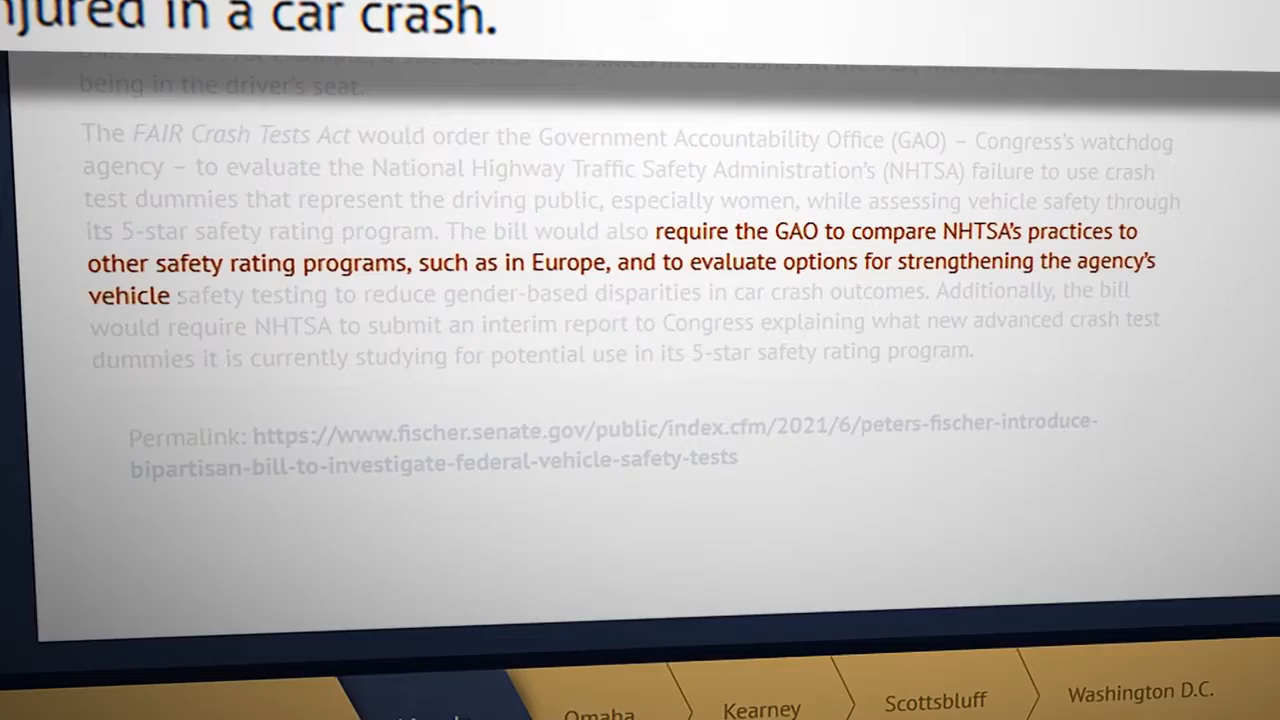 injured in a car crash.
being in the driver's seat.
The FAIR Crash Tests Act would order the Government Accountability Office (GAO) – Congress's watchdog
agency – to evaluate the National Highway Traffic Safety Administration's (NHTSA) failure to use crash
test dummies that represent the driving public, especially women, while assessing vehicle safety through
its 5-star safety rating program. The bill would also require the GAO to compare NHTSA's practices to
other safety rating programs, such as in Europe, and to evaluate options for strengthening the agency's
vehicle safety testing to reduce gender-based disparities in car crash outcomes. Additionally, the bill
would require NHTSA to submit an interim report to Congress explaining what new advanced crash test
dummies it is currently studying for potential use in its 5-star safety rating program.
Permalink: https://www.fischer.senate.gov/public/index.cfm/2021/6/peters-fischer-introduce-
bipartisan-bill-to-investigate-federal-vehicle-safety-tests
Omaha Kearney Scottsbluff Washington D.C.